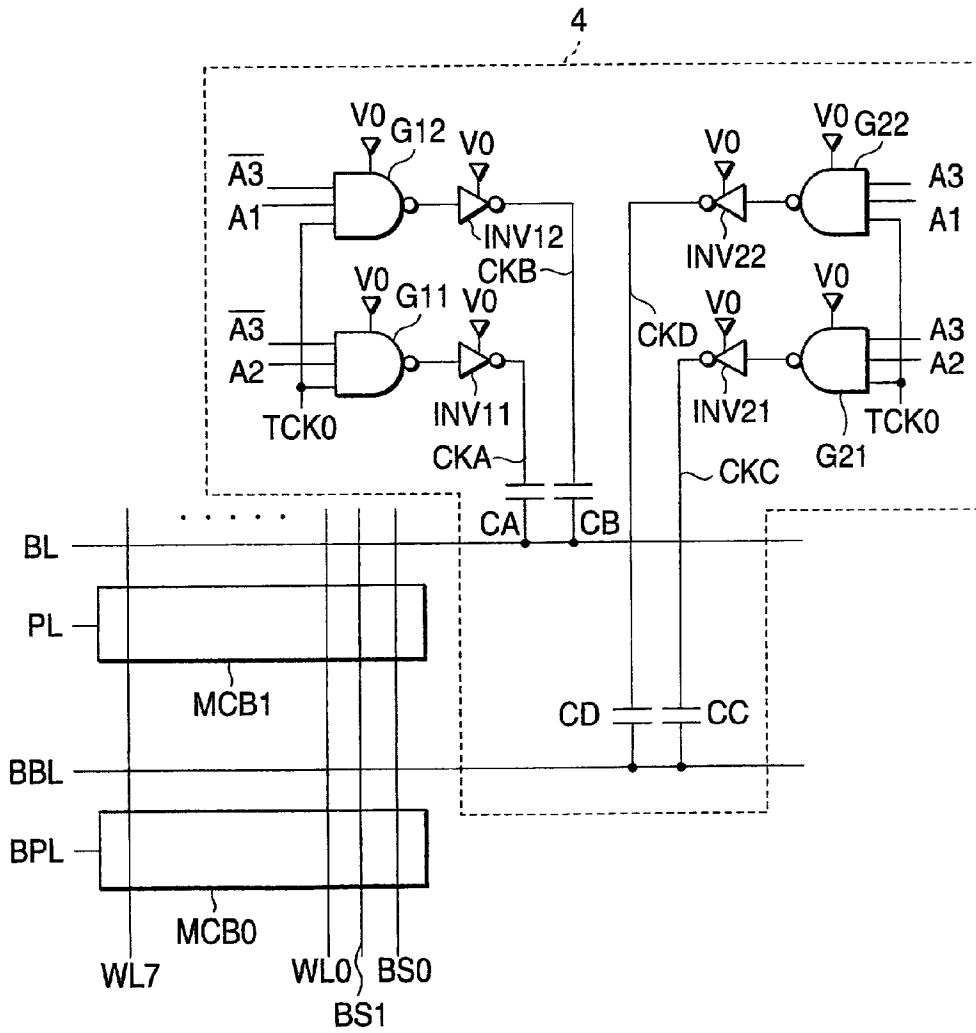 4
V0 G12 V0 V0 V0 G22
A̅3̅ A3
A1 A1
INV12 INV22
CKB
V0 G11 V0 V0 V0
A̅3̅ CKD A3
A2 A2
INV11 INV21
TCK0 TCK0
CKA CKC G21
. . . . . .
CA CB
BL
PL
MCB1
CD CC
BBL
BPL
MCB0
WL7 WL0 BS0
BS1